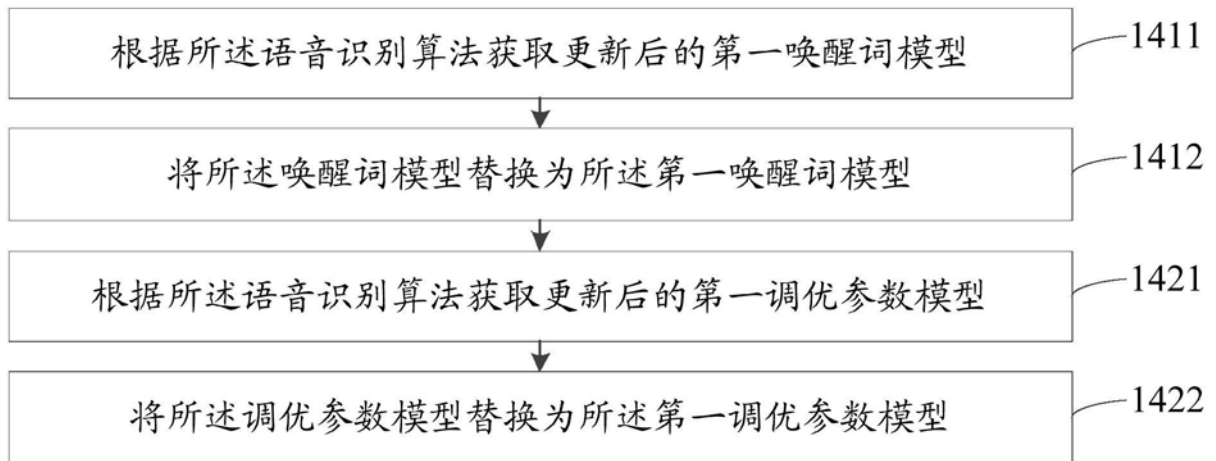 根据所述语音识别算法获取更新后的第一唤醒词模型
1411
将所述唤醒词模型替换为所述第一唤醒词模型
1412
根据所述语音识别算法获取更新后的第一调优参数模型
1421
将所述调优参数模型替换为所述第一调优参数模型
1422